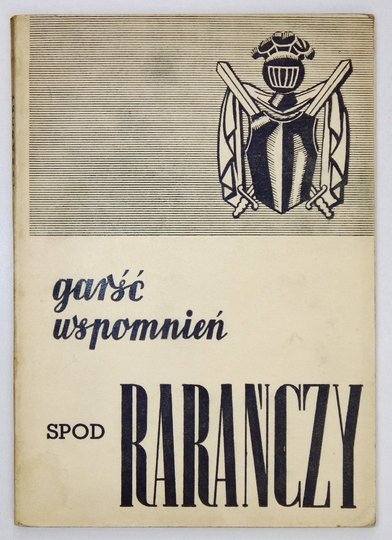 garść
wspomnień
SPOD RARAŃCZY